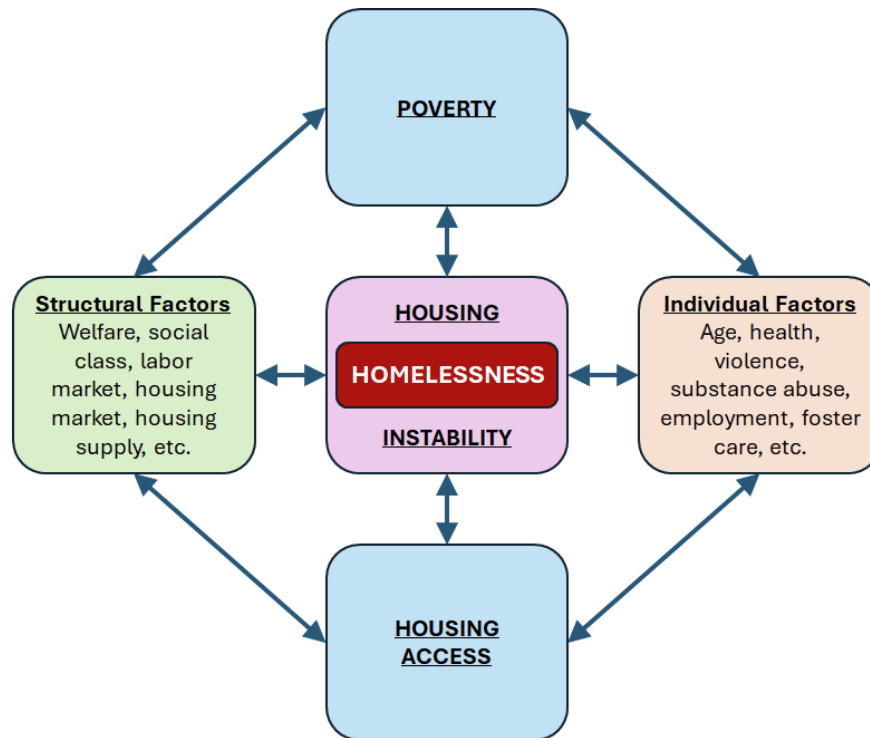 POVERTY
Structural Factors
Welfare, social
class, labor
market, housing
market, housing
supply, etc.
HOUSING
HOMELESSNESS
INSTABILITY
Individual Factors
Age, health,
violence,
substance abuse,
employment, foster
care, etc.
HOUSING
ACCESS